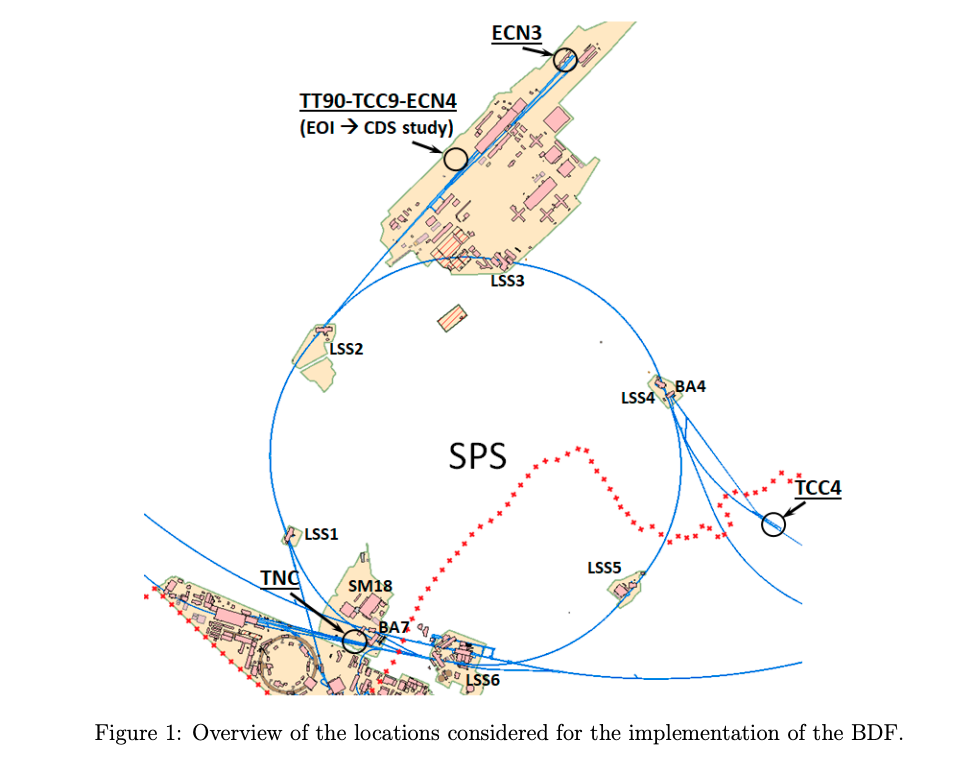 ECN3
TT90-TCC9-ECN4
(EOI → CDS study)
LSS3
LSS2
LSS4
BA4
SPS
TCC4
LSS1
LSS5
TNC
SM18
BA7
LSS6
Figure 1: Overview of the locations considered for the implementation of the BDF.